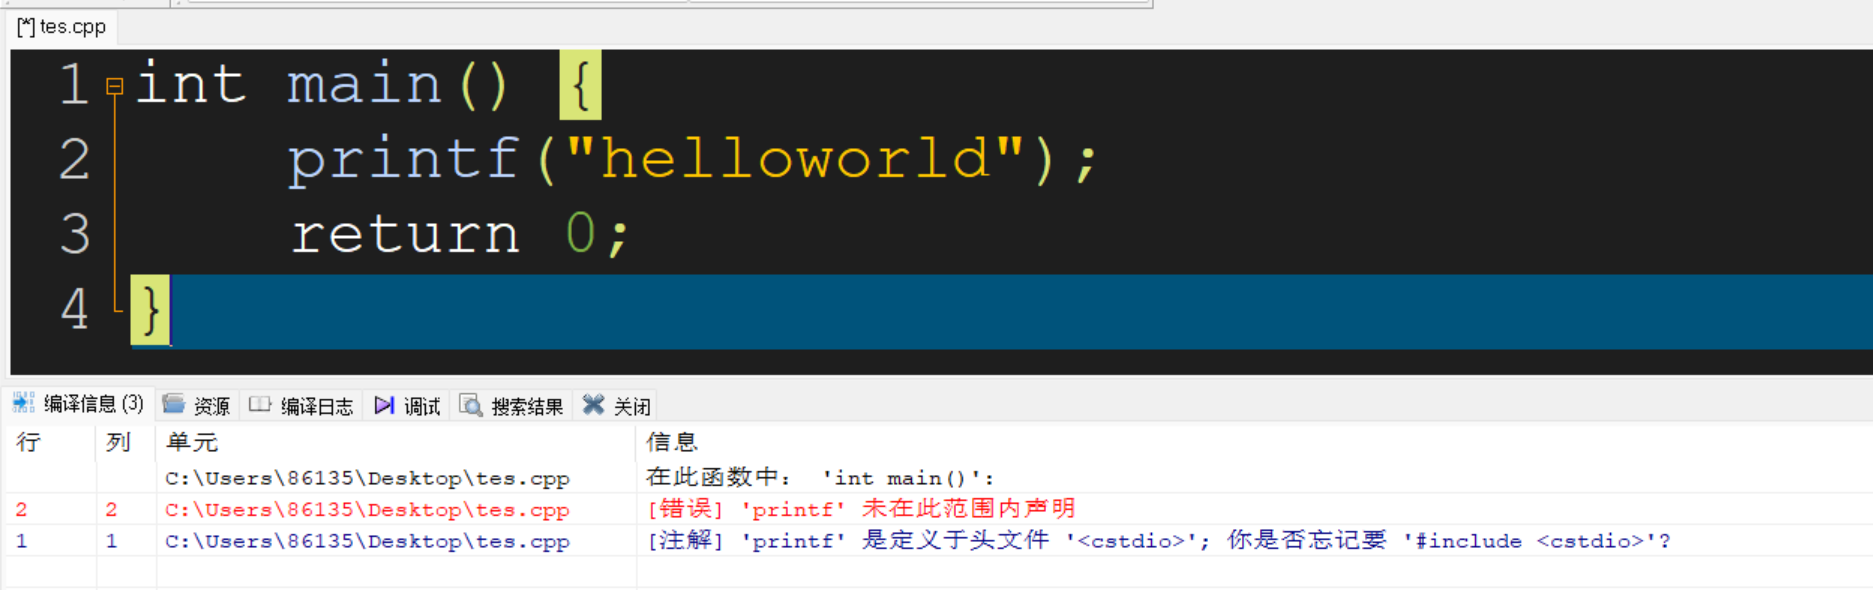 [*] tes.cpp
1 int main() {
2 printf("helloworld");
3 return 0;
4 }
编译信息 (3) 资源 编译日志 调试 搜索结果 关闭
行 列 单元 信息
C:\Users\86135\Desktop\tes.cpp 在此函数中： 'int main()':
2 2 C:\Users\86135\Desktop\tes.cpp [错误] 'printf' 未在此范围内声明
1 1 C:\Users\86135\Desktop\tes.cpp [注解] 'printf' 是定义于头文件 '<cstdio>'; 你是否忘记要 '#include <cstdio>'?